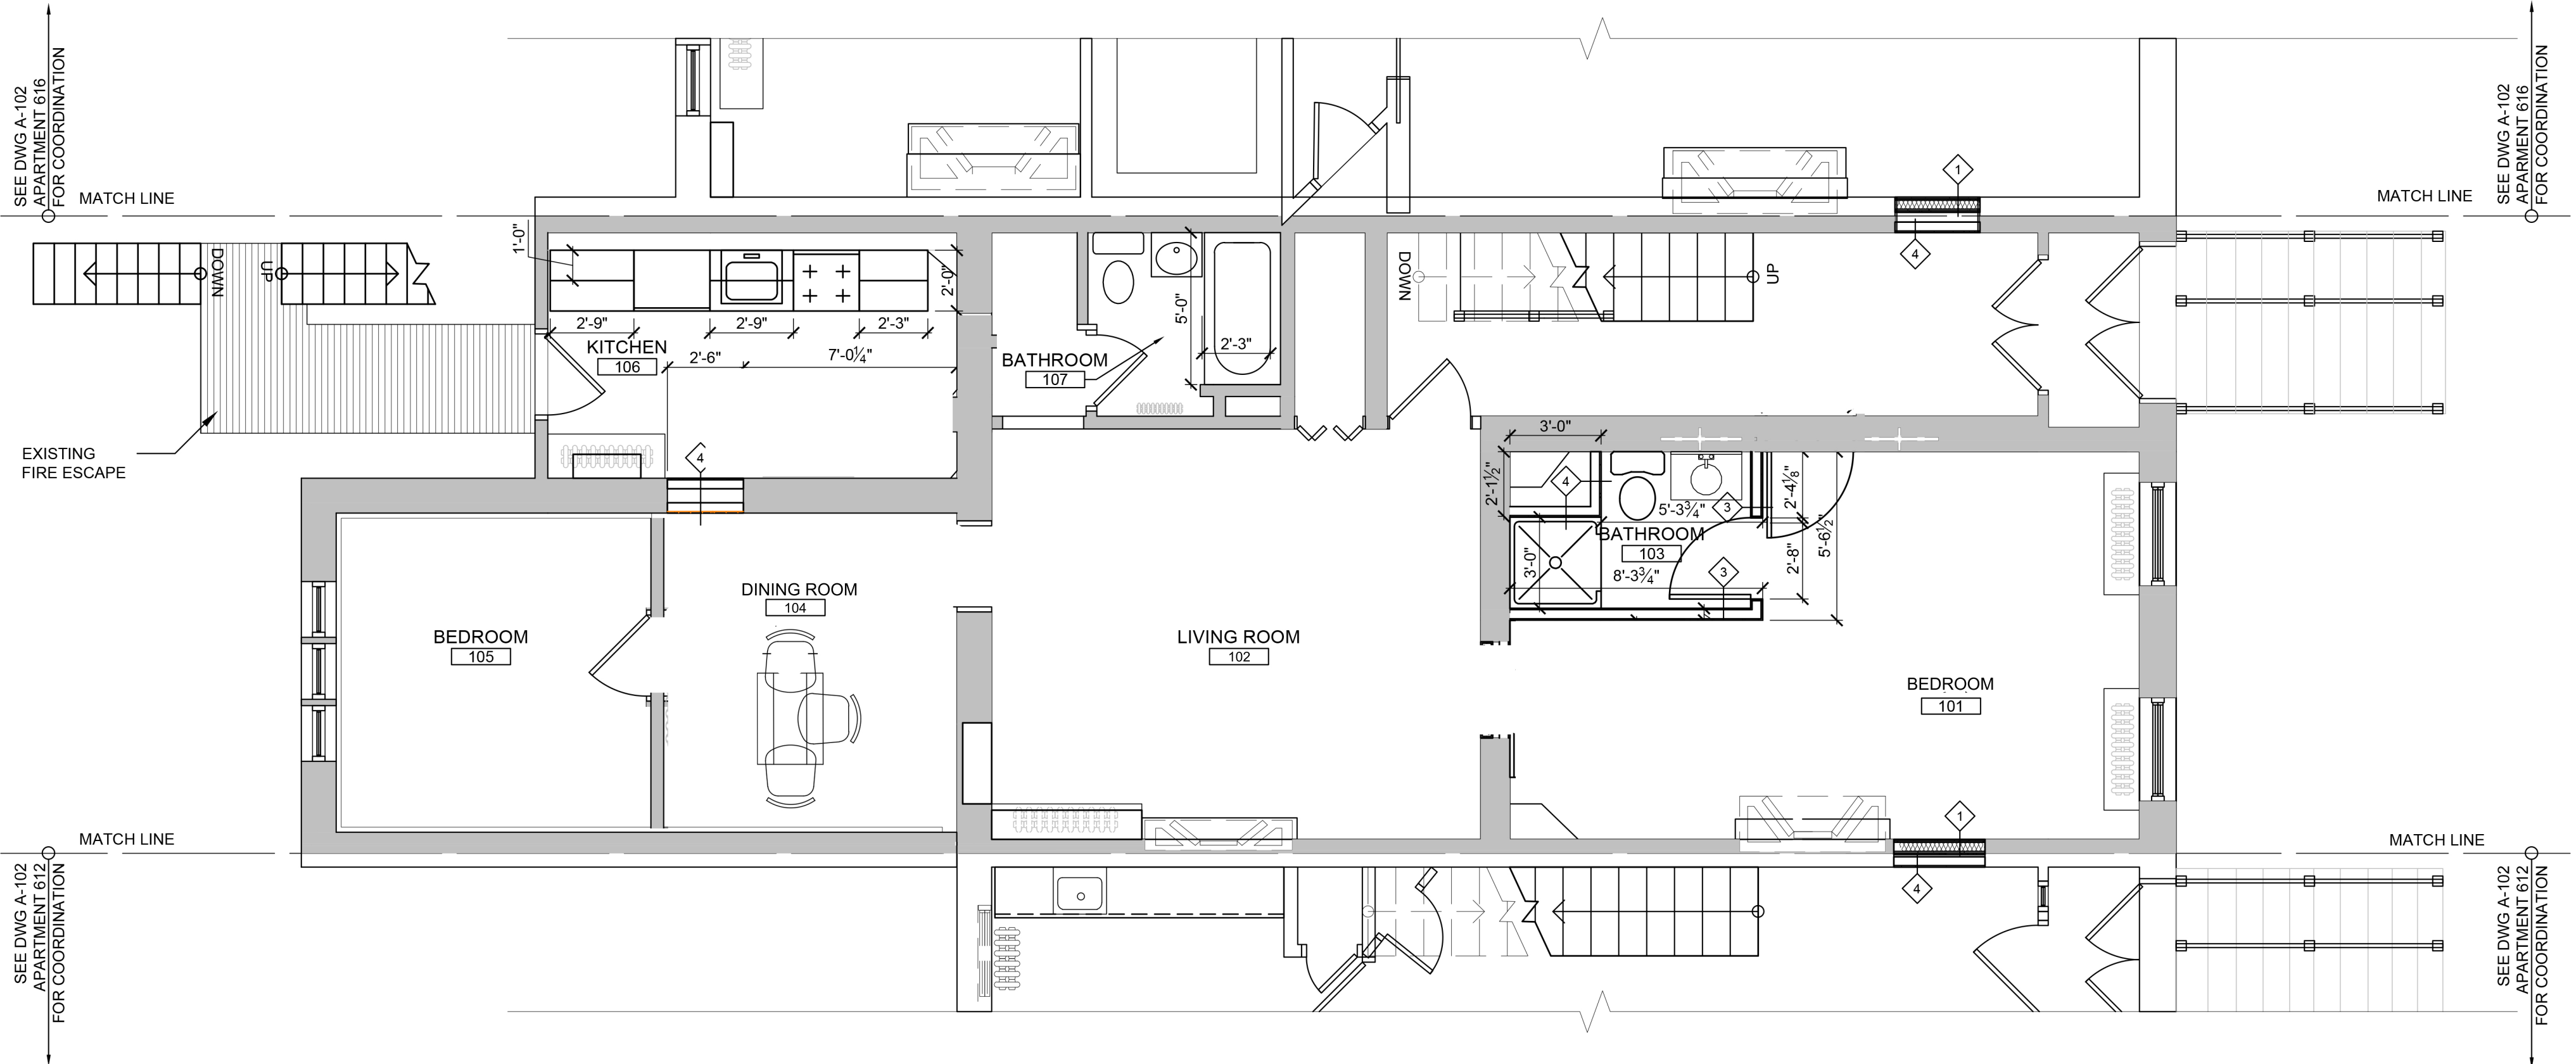 SEE DWG A-102
APARTMENT 616
FOR COORDINATION
MATCH LINE
SEE DWG A-102
APARMENT 616
FOR COORDINATION
MATCH LINE
1
4
DOWN
UP
1'-0"
2'-0"
2'-9"
2'-9"
2'-3"
KITCHEN
106
2'-6"
7'-0¼"
BATHROOM
107
5'-0"
2'-3"
DOWN
UP
EXISTING
FIRE ESCAPE
4
3'-0"
2'-1½"
4
5'-3¾"
3
2'-4⅛"
BATHROOM
103
3'-0"
8'-3¾"
3
2'-8"
5'-6½"
DINING ROOM
104
BEDROOM
105
LIVING ROOM
102
BEDROOM
101
1
4
MATCH LINE
SEE DWG A-102
APARTMENT 612
FOR COORDINATION
MATCH LINE
SEE DWG A-102
APARTMENT 612
FOR COORDINATION